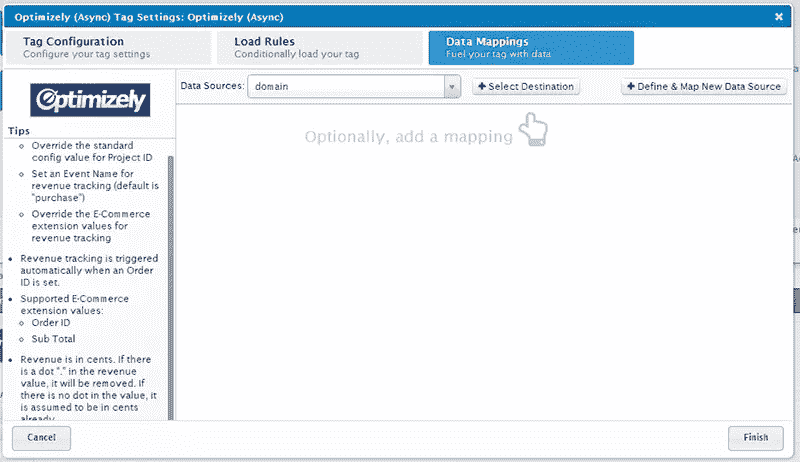 Optimizely (Async) Tag Settings: Optimizely (Async)
Tag Configuration
Configure your tag settings
Load Rules
Conditionally load your tag
Data Mappings
Fuel your tag with data
Optimizely
Data Sources: domain
Select Destination
Define & Map New Data Source
Optionally, add a mapping
Tips
Override the standard
config value for Project ID
Set an Event Name for
revenue tracking (default is
"purchase")
Override the E-Commerce
extension values for
revenue tracking
Revenue tracking is triggered
automatically when an Order
ID is set.
Supported E-Commerce
extension values:
Order ID
Sub Total
Revenue is in cents. If there
is a dot "." in the revenue
value, it will be removed. If
there is no dot in the value, it
is assumed to be in cents
already
Cancel
Finish